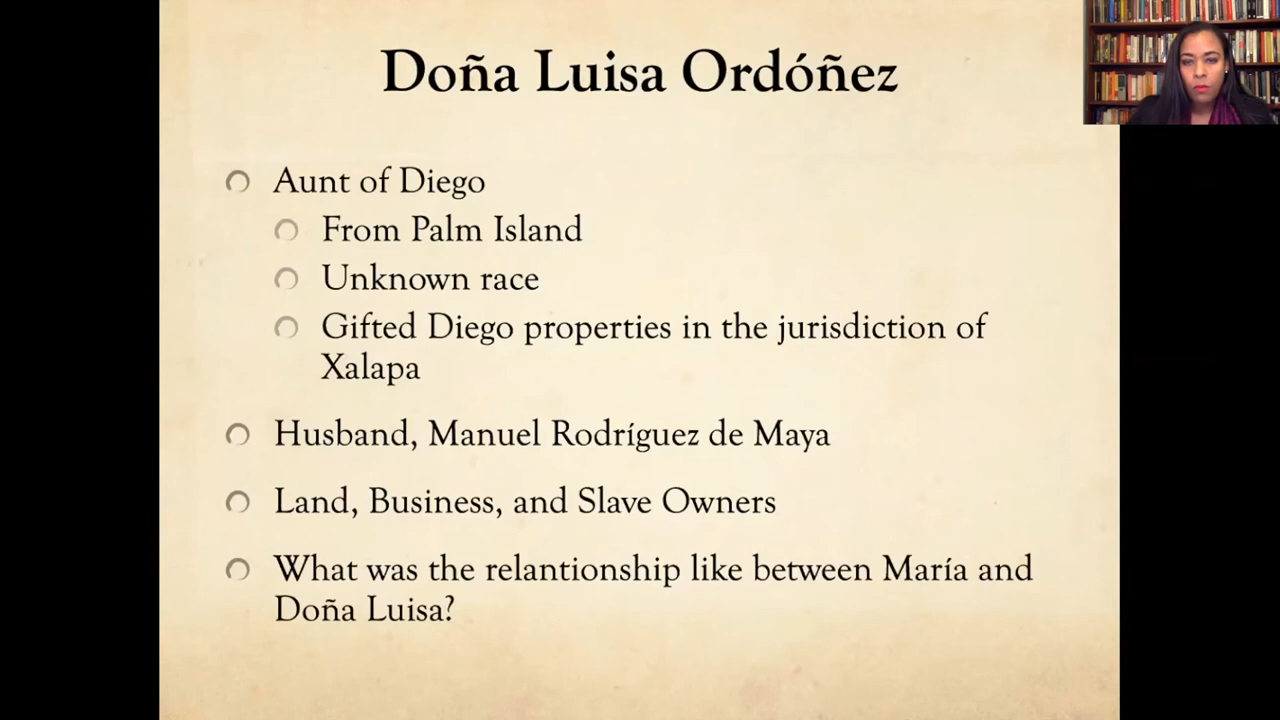 Doña Luisa Ordóñez
Aunt of Diego
From Palm Island
Unknown race
Gifted Diego properties in the jurisdiction of
Xalapa
Husband, Manuel Rodríguez de Maya
Land, Business, and Slave Owners
What was the relantionship like between María and
Doña Luisa?